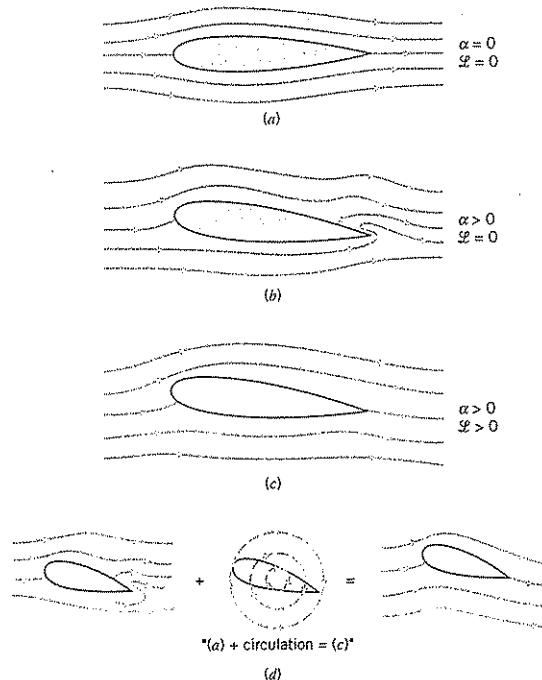 α = 0
ℒ = 0
(a)
α > 0
ℒ = 0
(b)
α > 0
ℒ > 0
(c)
+
=
"(a) + circulation = (c)"
(d)